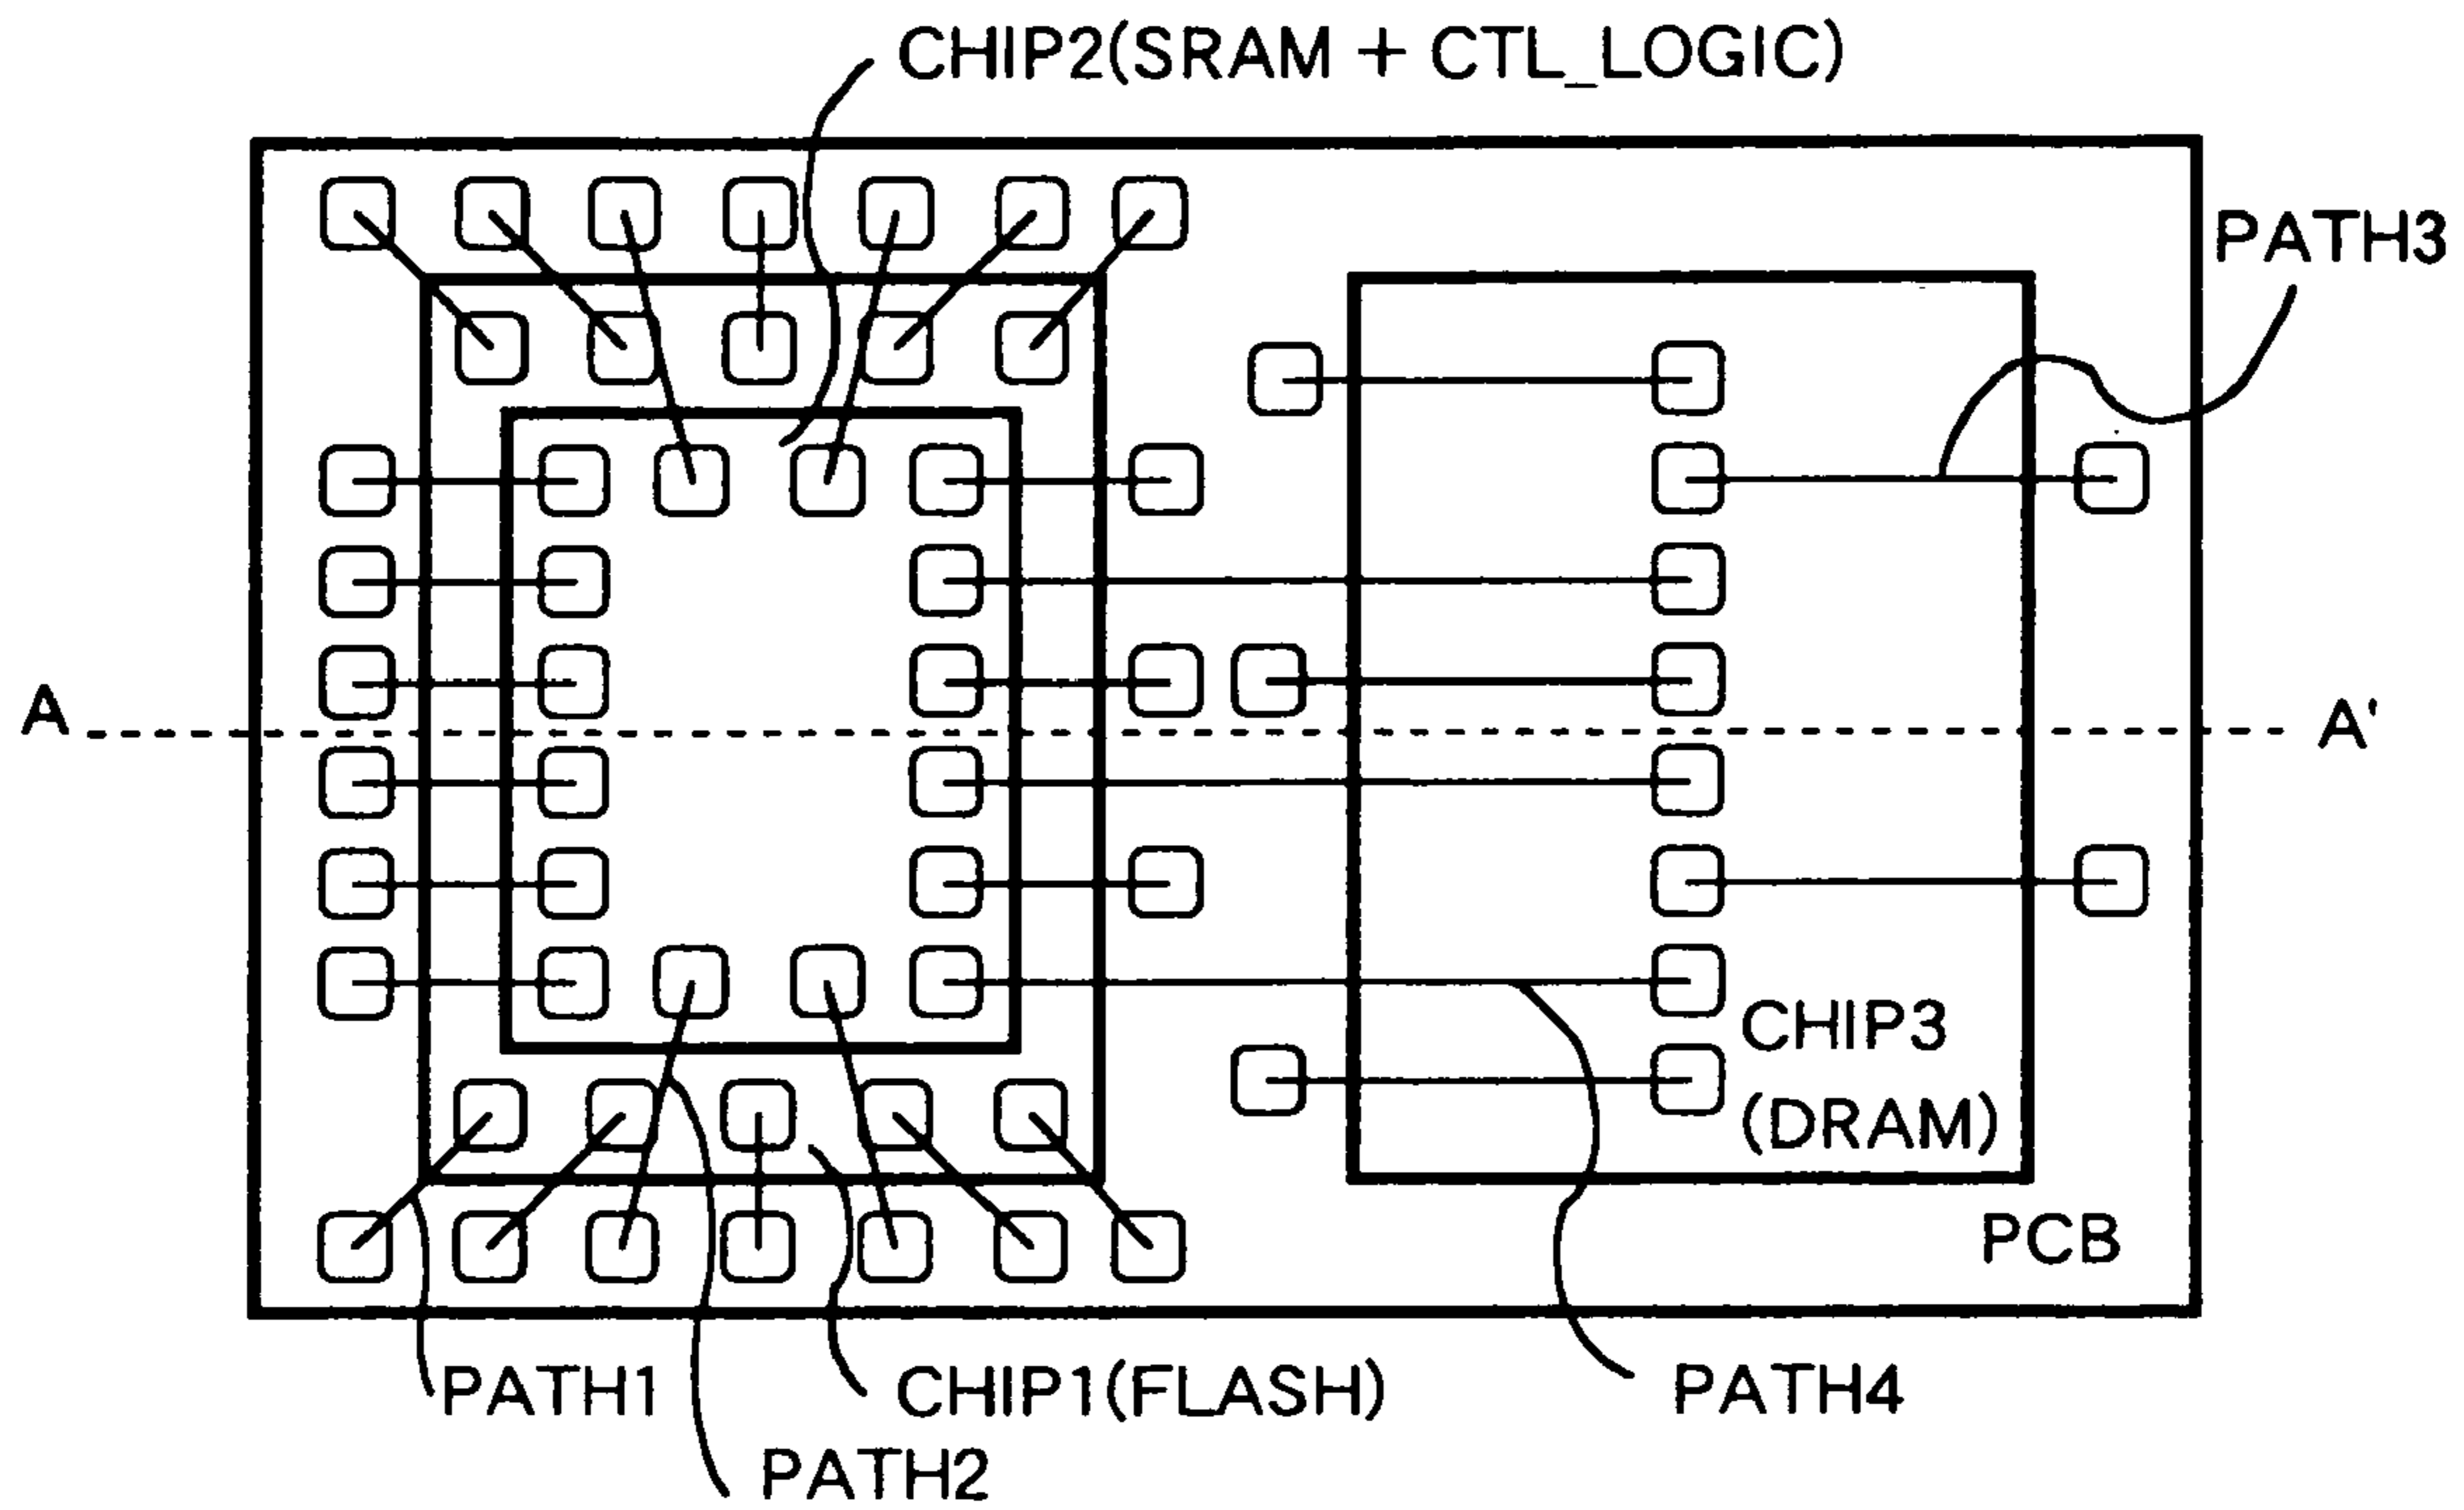 CHIP2(SRAM + CTL_LOGIC)
PATH3
A
A'
CHIP3
(DRAM)
PCB
PATH1
CHIP1(FLASH)
PATH4
PATH2